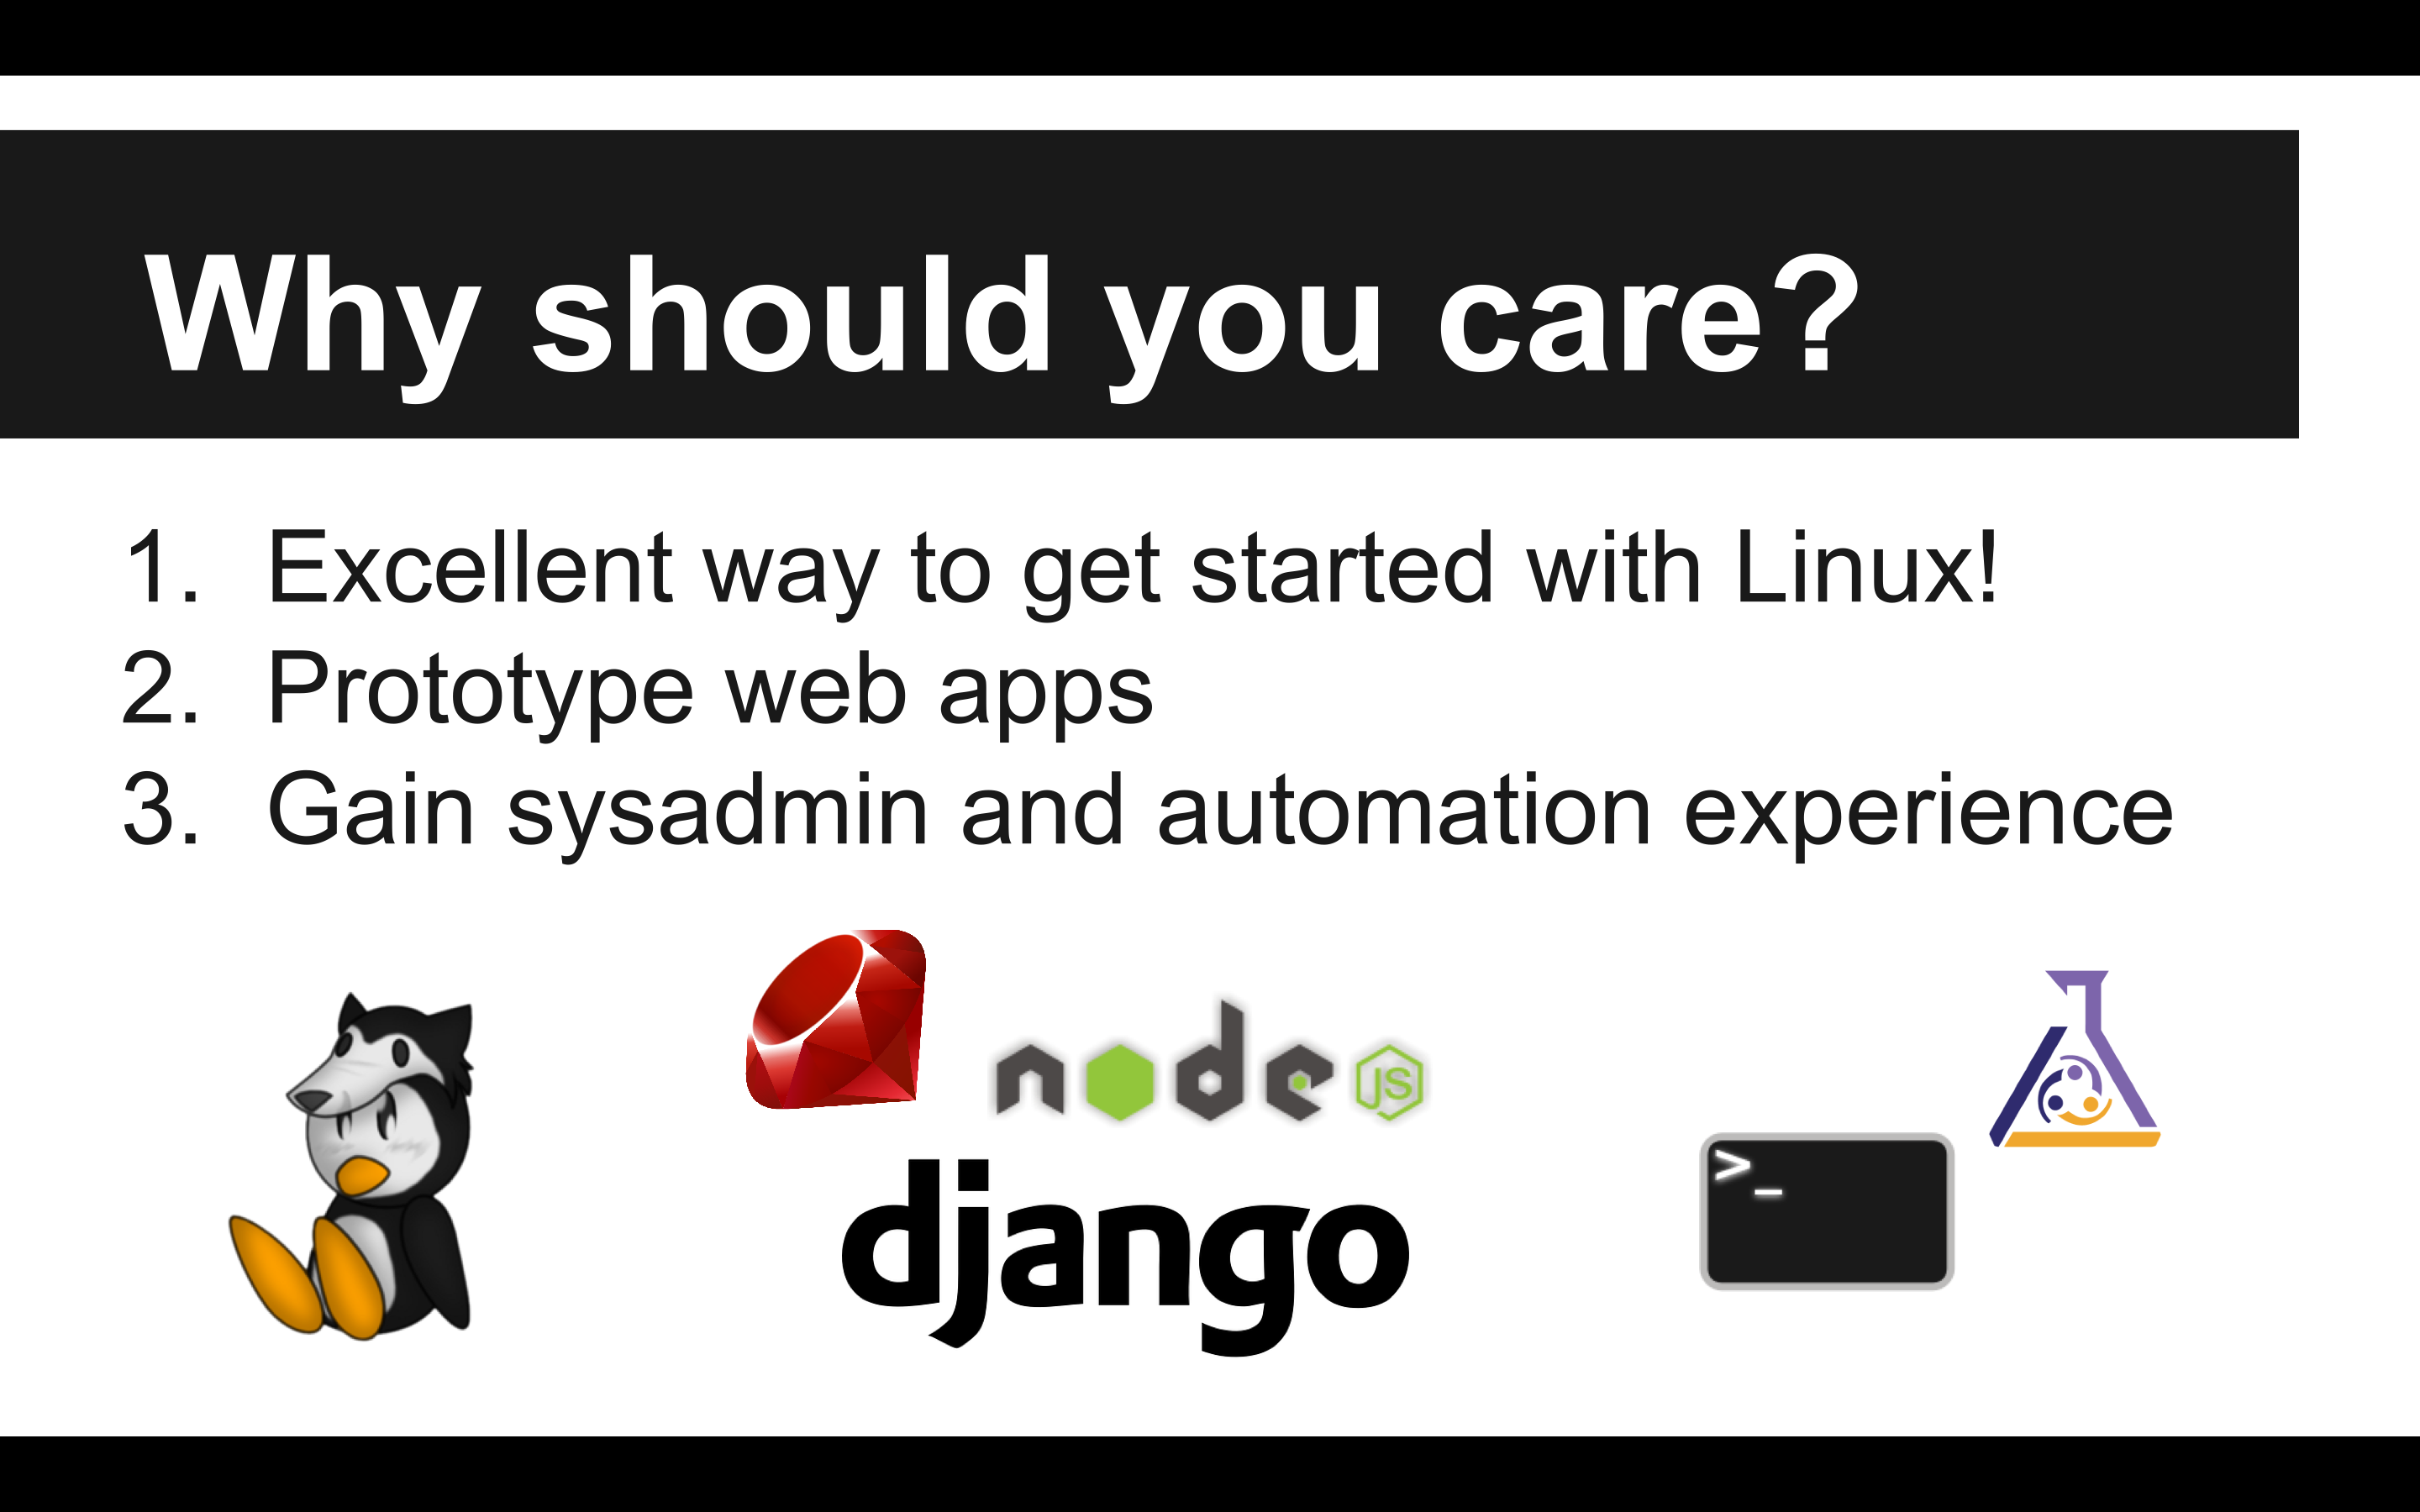 Why should you care?
1. Excellent way to get started with Linux!
2. Prototype web apps
3. Gain sysadmin and automation experience
node JS
django
>_